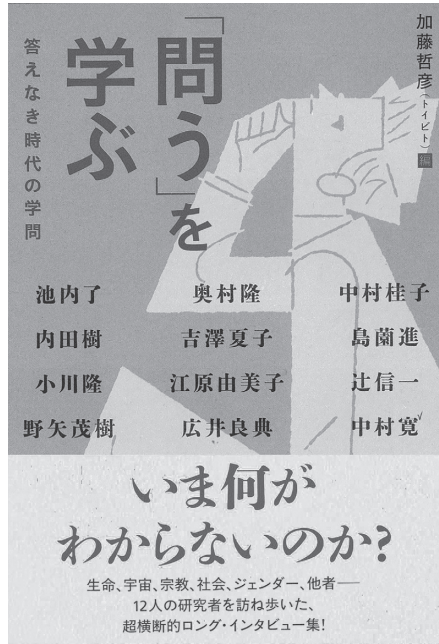 「問う」を
学ぶ
答えなき時代の学問
加藤哲彦(トイビト)編
中村桂子
島薗進
辻信一
中村寛
奥村隆
吉澤夏子
江原由美子
広井良典
池内了
内田樹
小川隆
野矢茂樹
いま何が
わからないのか?
生命、宇宙、宗教、社会、ジェンダー、他者——
12人の研究者を訪ね歩いた、
超横断的ロング・インタビュー集!